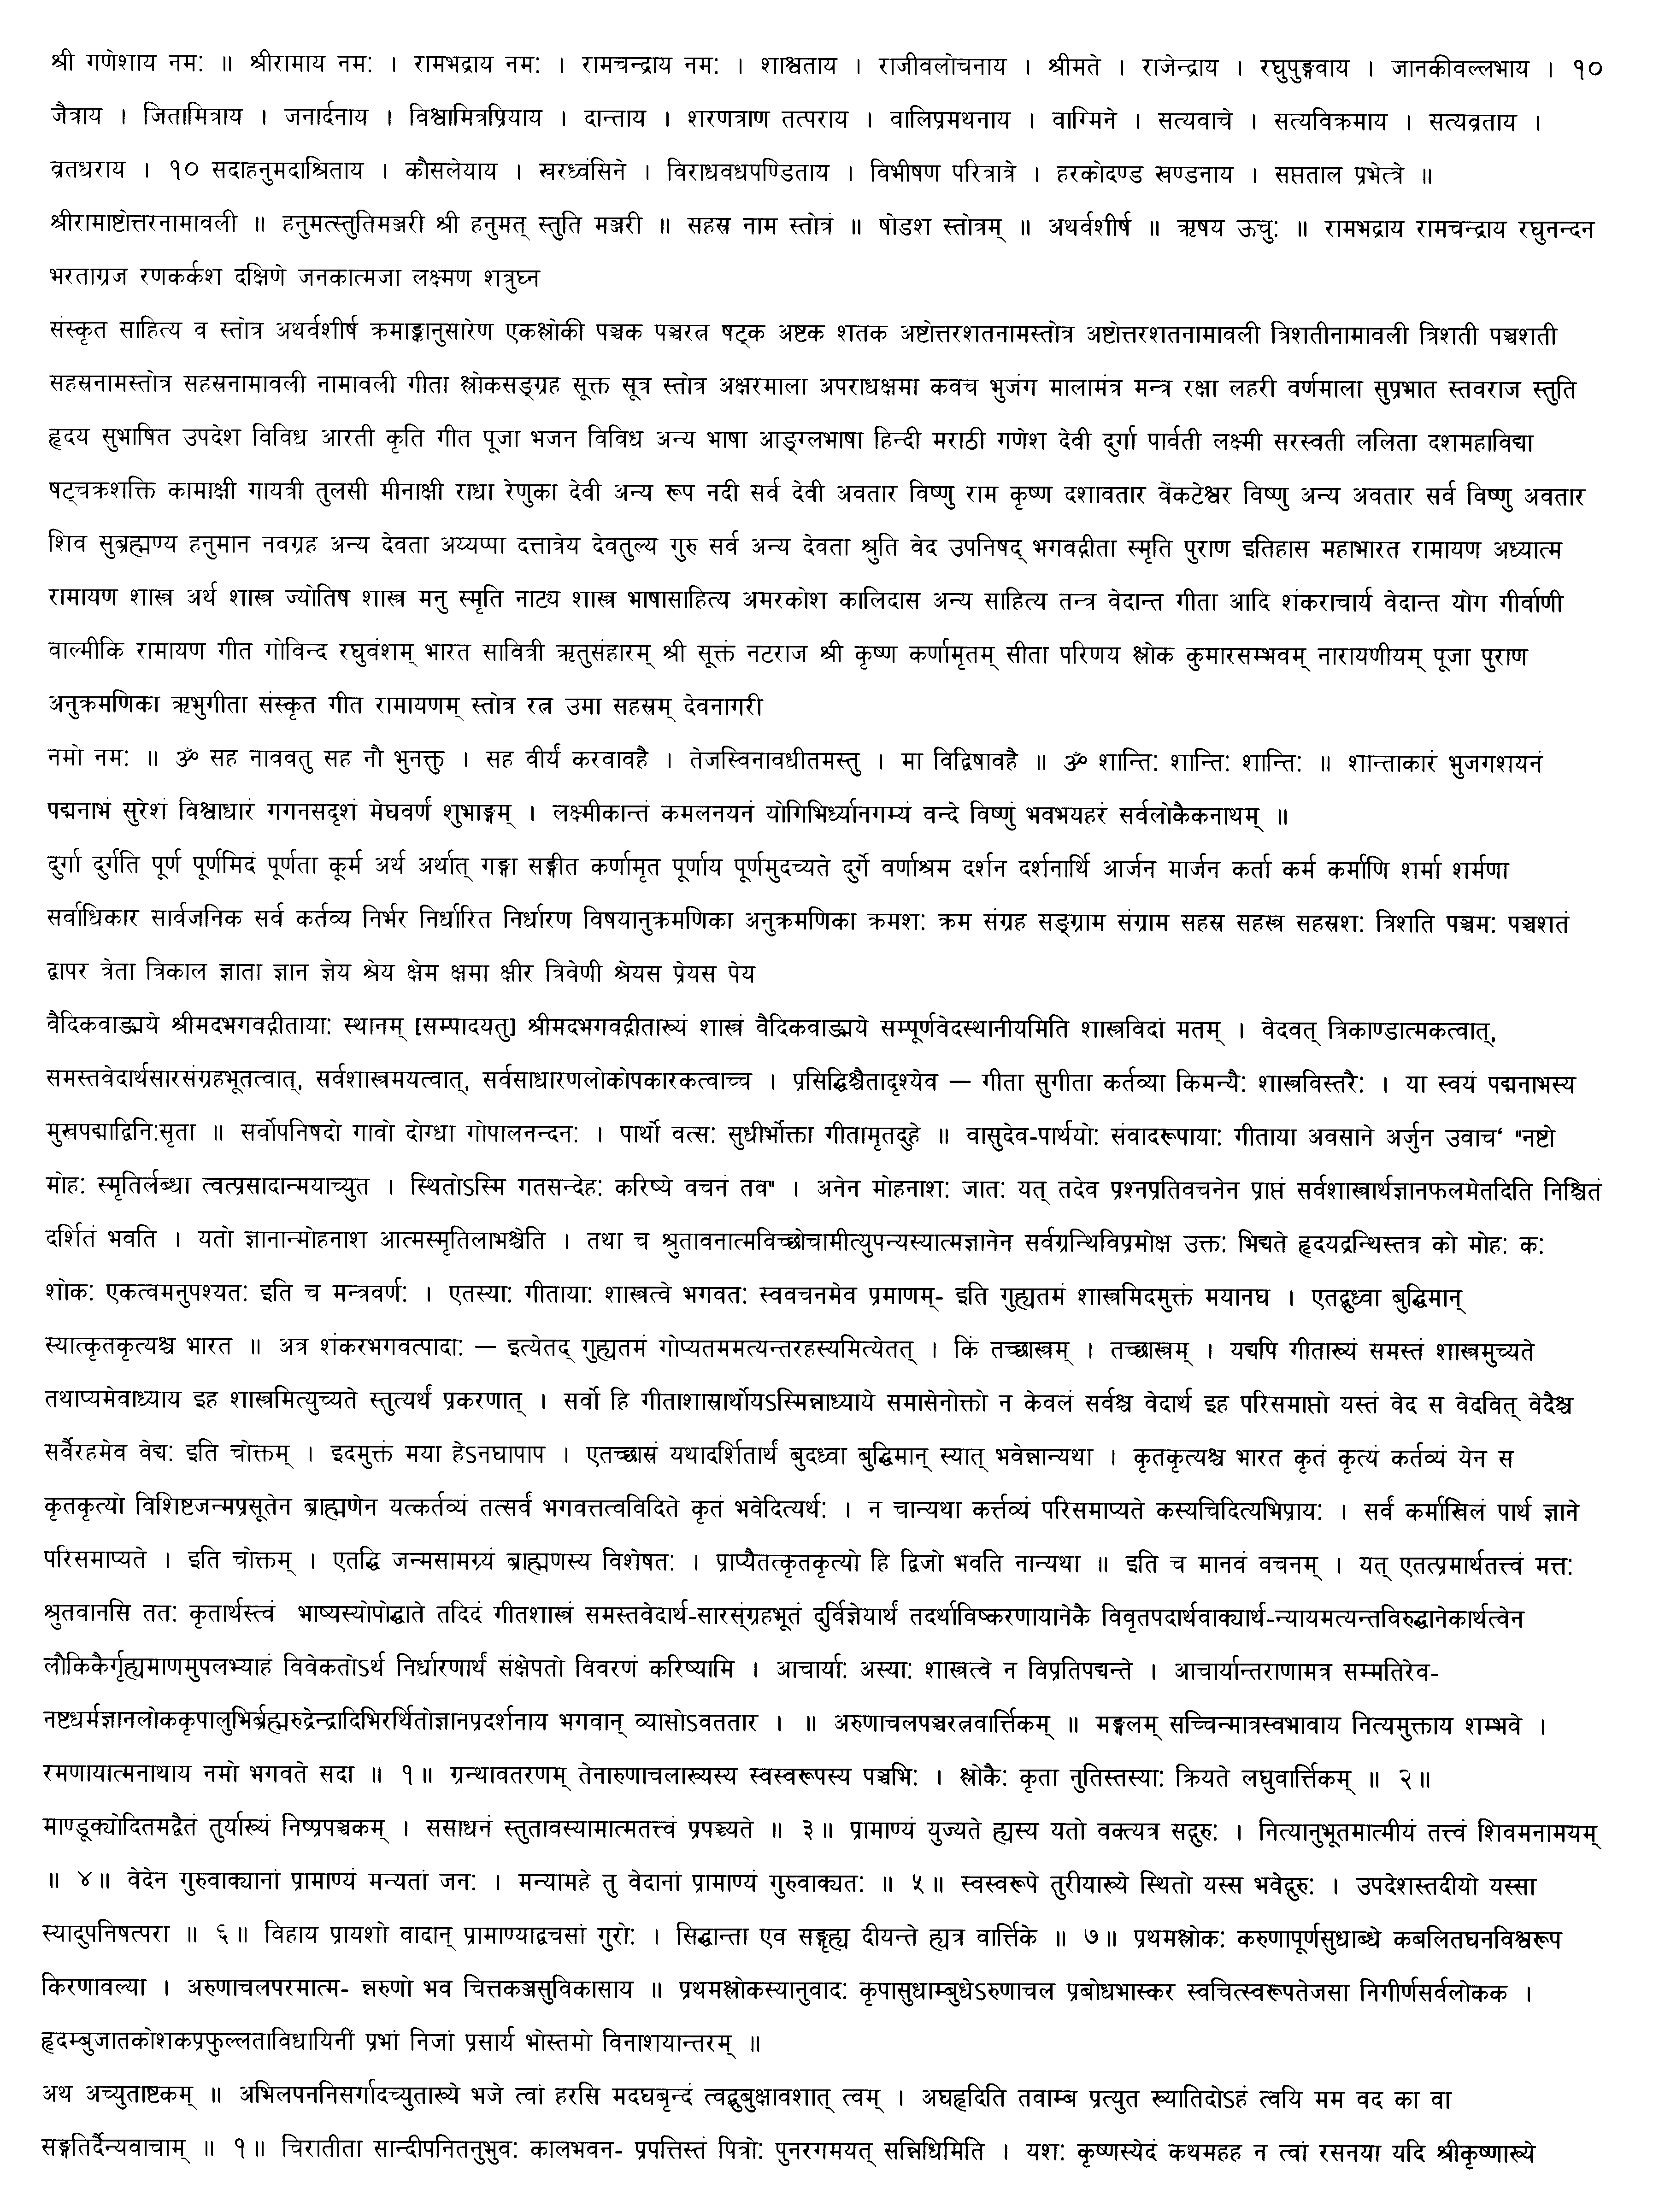 श्री गणेशाय नमः ॥ श्रीरामाय नमः । रामभद्राय नमः । रामचन्द्राय नमः । शाश्वताय । राजीवलोचनाय । श्रीमते । राजेन्द्राय । रघुपुङ्गवाय । जानकीवल्लभाय । १०
जैत्राय । जितामित्राय । जनार्दनाय । विश्वामित्रप्रियाय । दान्ताय । शरणत्राण तत्पराय । वालिप्रमथनाय । वाग्मिने । सत्यवाचे । सत्यविक्रमाय । सत्यव्रताय ।
व्रतधराय । १० सदाहनुमदाश्रिताय । कौसलेयाय । खरध्वंसिने । विराधवधपण्डिताय । विभीषण परित्रात्रे । हरकोदण्ड खण्डनाय । सप्तताल प्रभेत्त्रे ॥
श्रीरामाष्टोत्तरनामावली ॥ हनुमत्स्तुतिमञ्जरी श्री हनुमत् स्तुति मञ्जरी ॥ सहस्र नाम स्तोत्रं ॥ षोडश स्तोत्रम् ॥ अथर्वशीर्ष ॥ ऋषय ऊचुः ॥ रामभद्राय रामचन्द्राय रघुनन्दन
भरताग्रज रणकर्कश दक्षिणे जनकात्मजा लक्ष्मण शत्रुघ्न
संस्कृत साहित्य व स्तोत्र अथर्वशीर्ष क्रमाङ्कानुसारेण एकश्लोकी पञ्चक पञ्चरत्न षट्क अष्टक शतक अष्टोत्तरशतनामस्तोत्र अष्टोत्तरशतनामावली त्रिशतीनामावली त्रिशती पञ्चशती
सहस्रनामस्तोत्र सहस्रनामावली नामावली गीता श्लोकसङ्ग्रह सूक्त सूत्र स्तोत्र अक्षरमाला अपराधक्षमा कवच भुजंग मालामंत्र मन्त्र रक्षा लहरी वर्णमाला सुप्रभात स्तवराज स्तुति
हृदय सुभाषित उपदेश विविध आरती कृति गीत पूजा भजन विविध अन्य भाषा आङ्ग्लभाषा हिन्दी मराठी गणेश देवी दुर्गा पार्वती लक्ष्मी सरस्वती ललिता दशमहाविद्या
षट्चक्रशक्ति कामाक्षी गायत्री तुलसी मीनाक्षी राधा रेणुका देवी अन्य रूप नदी सर्व देवी अवतार विष्णु राम कृष्ण दशावतार वेंकटेश्वर विष्णु अन्य अवतार सर्व विष्णु अवतार
शिव सुब्रह्मण्य हनुमान नवग्रह अन्य देवता अय्यप्पा दत्तात्रेय देवतुल्य गुरु सर्व अन्य देवता श्रुति वेद उपनिषद् भगवद्गीता स्मृति पुराण इतिहास महाभारत रामायण अध्यात्म
रामायण शास्त्र अर्थ शास्त्र ज्योतिष शास्त्र मनु स्मृति नाट्य शास्त्र भाषासाहित्य अमरकोश कालिदास अन्य साहित्य तन्त्र वेदान्त गीता आदि शंकराचार्य वेदान्त योग गीर्वाणी
वाल्मीकि रामायण गीत गोविन्द रघुवंशम् भारत सावित्री ऋतुसंहारम् श्री सूक्तं नटराज श्री कृष्ण कर्णामृतम् सीता परिणय श्लोक कुमारसम्भवम् नारायणीयम् पूजा पुराण
अनुक्रमणिका ऋभुगीता संस्कृत गीत रामायणम् स्तोत्र रत्न उमा सहस्रम् देवनागरी
नमो नमः ॥ ॐ सह नाववतु सह नौ भुनक्तु । सह वीर्यं करवावहै । तेजस्विनावधीतमस्तु । मा विद्विषावहै ॥ ॐ शान्तिः शान्तिः शान्तिः ॥ शान्ताकारं भुजगशयनं
पद्मनाभं सुरेशं विश्वाधारं गगनसदृशं मेघवर्णं शुभाङ्गम् । लक्ष्मीकान्तं कमलनयनं योगिभिर्ध्यानगम्यं वन्दे विष्णुं भवभयहरं सर्वलोकैकनाथम् ॥
दुर्गा दुर्गति पूर्ण पूर्णमिदं पूर्णता कूर्म अर्थ अर्थात् गङ्गा सङ्गीत कर्णामृत पूर्णाय पूर्णमुदच्यते दुर्गे वर्णाश्रम दर्शन दर्शनार्थि आर्जन मार्जन कर्ता कर्म कर्माणि शर्मा शर्मणा
सर्वाधिकार सार्वजनिक सर्व कर्तव्य निर्भर निर्धारित निर्धारण विषयानुक्रमणिका अनुक्रमणिका क्रमशः क्रम संग्रह सङ्ग्राम संग्राम सहस्र सहस्त्र सहस्रशः त्रिशति पञ्चमः पञ्चशतं
द्वापर त्रेता त्रिकाल ज्ञाता ज्ञान ज्ञेय श्रेय क्षेम क्षमा क्षीर त्रिवेणी श्रेयस प्रेयस पेय
वैदिकवाङ्मये श्रीमदभगवद्गीतायाः स्थानम् [सम्पादयतु] श्रीमदभगवद्गीताख्यं शास्त्रं वैदिकवाङ्मये सम्पूर्णवेदस्थानीयमिति शास्त्रविदां मतम् । वेदवत् त्रिकाण्डात्मकत्वात्,
समस्तवेदार्थसारसंग्रहभूतत्वात्, सर्वशास्त्रमयत्वात्, सर्वसाधारणलोकोपकारकत्वाच्च । प्रसिद्धिश्चैतादृश्येव — गीता सुगीता कर्तव्या किमन्यैः शास्त्रविस्तरैः । या स्वयं पद्मनाभस्य
मुखपद्माद्विनिःसृता ॥ सर्वोपनिषदो गावो दोग्धा गोपालनन्दनः । पार्थो वत्सः सुधीर्भोक्ता गीतामृतदुहे ॥ वासुदेव-पार्थयोः संवादरूपायाः गीताया अवसाने अर्जुन उवाच‘ "नष्टो
मोहः स्मृतिर्लब्धा त्वत्प्रसादान्मयाच्युत । स्थितोऽस्मि गतसन्देहः करिष्ये वचनं तव" । अनेन मोहनाशः जातः यत् तदेव प्रश्नप्रतिवचनेन प्राप्तं सर्वशास्त्रार्थज्ञानफलमेतदिति निश्चितं
दर्शितं भवति । यतो ज्ञानान्मोहनाश आत्मस्मृतिलाभश्चेति । तथा च श्रुतावनात्मविच्छोचामीत्युपन्यस्यात्मज्ञानेन सर्वग्रन्थिविप्रमोक्ष उक्तः भिद्यते हृदयद्रन्थिस्तत्र को मोहः कः
शोकः एकत्वमनुपश्यतः इति च मन्त्रवर्णः । एतस्याः गीतायाः शास्त्रत्वे भगवतः स्ववचनमेव प्रमाणम्- इति गुह्यतमं शास्त्रमिदमुक्तं मयानघ । एतद्बुध्वा बुद्धिमान्
स्यात्कृतकृत्यश्च भारत ॥ अत्र शंकरभगवत्पादाः — इत्येतद् गुह्यतमं गोप्यतममत्यन्तरहस्यमित्येतत् । किं तच्छास्त्रम् । तच्छास्त्रम् । यद्यपि गीताख्यं समस्तं शास्त्रमुच्यते
तथाप्यमेवाध्याय इह शास्त्रमित्युच्यते स्तुत्यर्थं प्रकरणात् । सर्वो हि गीताशास्रार्थोयऽस्मिन्नाध्याये समासेनोक्तो न केवलं सर्वश्च वेदार्थ इह परिसमाप्तो यस्तं वेद स वेदवित् वेदैश्च
सर्वैरहमेव वेद्यः इति चोक्तम् । इदमुक्तं मया हेऽनघापाप । एतच्छास्रं यथादर्शितार्थं बुदध्वा बुद्धिमान् स्यात् भवेन्नान्यथा । कृतकृत्यश्च भारत कृतं कृत्यं कर्तव्यं येन स
कृतकृत्यो विशिष्टजन्मप्रसूतेन ब्राह्मणेन यत्कर्तव्यं तत्सर्वं भगवत्तत्वविदिते कृतं भवेदित्यर्थः । न चान्यथा कर्त्तव्यं परिसमाप्यते कस्यचिदित्यभिप्रायः । सर्वं कर्माखिलं पार्थ ज्ञाने
परिसमाप्यते । इति चोक्तम् । एतद्धि जन्मसामग्र्यं ब्राह्मणस्य विशेषतः । प्राप्यैतत्कृतकृत्यो हि द्विजो भवति नान्यथा ॥ इति च मानवं वचनम् । यत् एतत्प्रमार्थतत्त्वं मत्तः
श्रुतवानसि ततः कृतार्थस्त्वं भाष्यस्योपोद्घाते तदिदं गीतशास्त्रं समस्तवेदार्थ-सारस्ंग्रहभूतं दुर्विज्ञेयार्थं तदर्थाविष्करणायानेकै विवृतपदार्थवाक्यार्थ-न्यायमत्यन्तविरुद्धानेकार्थत्वेन
लौकिकैर्गृह्यमाणमुपलभ्याहं विवेकतोऽर्थ निर्धारणार्थं संक्षेपतो विवरणं करिष्यामि । आचार्याः अस्याः शास्त्रत्वे न विप्रतिपद्यन्ते । आचार्यान्तराणामत्र सम्मतिरेव-
नष्टधर्मज्ञानलोककृपालुभिर्ब्रह्मरुद्रेन्द्रादिभिरर्थितोज्ञानप्रदर्शनाय भगवान् व्यासोऽवततार । ॥ अरुणाचलपञ्चरत्नवार्त्तिकम् ॥ मङ्गलम् सच्चिन्मात्रस्वभावाय नित्यमुक्ताय शम्भवे ।
रमणायात्मनाथाय नमो भगवते सदा ॥ १॥ ग्रन्थावतरणम् तेनारुणाचलाख्यस्य स्वस्वरूपस्य पञ्चभिः । श्लोकैः कृता नुतिस्तस्याः क्रियते लघुवार्त्तिकम् ॥ २॥
माण्डूक्योदितमद्वैतं तुर्याख्यं निष्प्रपञ्चकम् । ससाधनं स्तुतावस्यामात्मतत्त्वं प्रपञ्च्यते ॥ ३॥ प्रामाण्यं युज्यते ह्यस्य यतो वक्त्यत्र सद्गुरुः । नित्यानुभूतमात्मीयं तत्त्वं शिवमनामयम्
॥ ४॥ वेदेन गुरुवाक्यानां प्रामाण्यं मन्यतां जनः । मन्यामहे तु वेदानां प्रामाण्यं गुरुवाक्यतः ॥ ५॥ स्वस्वरूपे तुरीयाख्ये स्थितो यस्स भवेद्गुरुः । उपदेशस्तदीयो यस्सा
स्यादुपनिषत्परा ॥ ६॥ विहाय प्रायशो वादान् प्रामाण्याद्वचसां गुरोः । सिद्धान्ता एव सङ्गृह्य दीयन्ते ह्यत्र वार्त्तिके ॥ ७॥ प्रथमश्लोकः करुणापूर्णसुधाब्धे कबलितघनविश्वरूप
किरणावल्या । अरुणाचलपरमात्म- न्नरुणो भव चित्तकञ्जसुविकासाय ॥ प्रथमश्लोकस्यानुवादः कृपासुधाम्बुधेऽरुणाचल प्रबोधभास्कर स्वचित्स्वरूपतेजसा निगीर्णसर्वलोकक ।
हृदम्बुजातकोशकप्रफुल्लताविधायिनीं प्रभां निजां प्रसार्य भोस्तमो विनाशयान्तरम् ॥
अथ अच्युताष्टकम् ॥ अभिलपननिसर्गादच्युताख्ये भजे त्वां हरसि मदघबृन्दं त्वद्भुबुक्षावशात् त्वम् । अघहृदिति तवाम्ब प्रत्युत ख्यातिदोऽहं त्वयि मम वद का वा
सङ्गतिर्दैन्यवाचाम् ॥ १॥ चिरातीता सान्दीपनितनुभुवः कालभवन- प्रपत्तिस्तं पित्रोः पुनरगमयत् सन्निधिमिति । यशः कृष्णस्येदं कथमहह न त्वां रसनया यदि श्रीकृष्णाख्ये